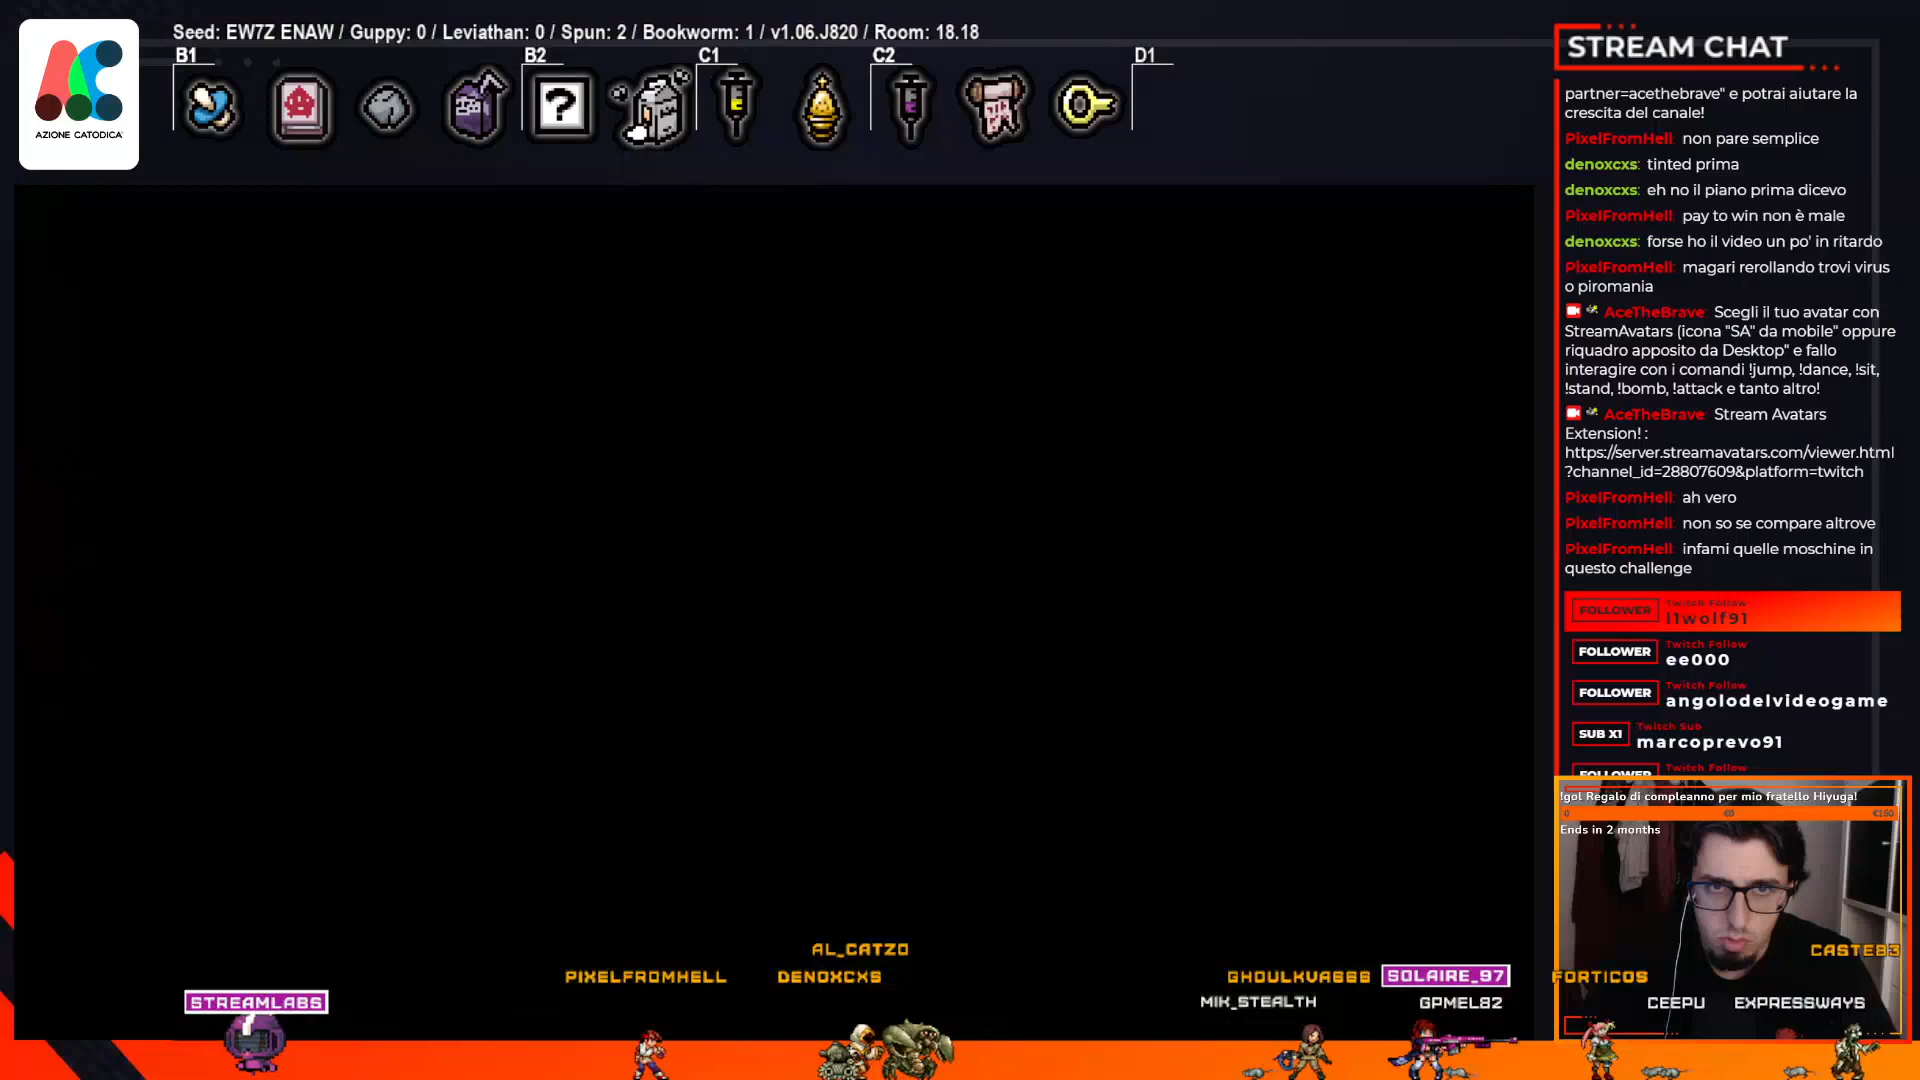 Seed: EW7Z ENAW / Guppy: 0 / Leviathan: 0 / Spun: 2 / Bookworm: 1 / v1.06.J820 / Room: 18.18
B1
B2
C1
C2
D1
AZIONE CATODICA
?
STREAM CHAT
partner=acethebrave" e potrai aiutare la
crescita del canale!
PixelFromHell: non pare semplice
denoxcxs: tinted prima
denoxcxs: eh no il piano prima dicevo
PixelFromHell: pay to win non è male
denoxcxs: forse ho il video un po' in ritardo
PixelFromHell: magari rerollando trovi virus
o piromania
AceTheBrave: Scegli il tuo avatar con
StreamAvatars (icona "SA" da mobile" oppure
riquadro apposito da Desktop" e fallo
interagire con i comandi !jump, !dance, !sit,
!stand, !bomb, !attack e tanto altro!
AceTheBrave: Stream Avatars
Extension! :
https://server.streamavatars.com/viewer.html
?channel_id=28807609&platform=twitch
PixelFromHell: ah vero
PixelFromHell: non so se compare altrove
PixelFromHell: infami quelle moschine in
questo challenge
FOLLOWER Twitch Follow
l1wolf91
FOLLOWER Twitch Follow
ee000
FOLLOWER Twitch Follow
angolodelvideogame
SUB X1 Twitch Sub
marcoprevo91
FOLLOWER Twitch Follow
!gol Regalo di compleanno per mio fratello Hiyuga!
0 €0 €150
Ends in 2 months
AL_CATZO
PIXELFROMHELL
DENOXCXS
GHOULKVA666
SOLAIRE_97
CASTE83
FORTICOS
STREAMLABS
MIK_STEALTH
GPMEL82
CEEPU
EXPRESSWAYS